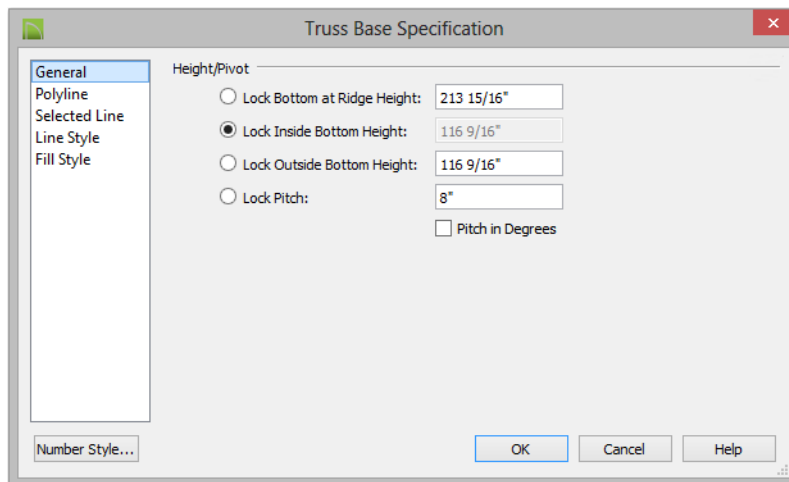 Truss Base Specification
General
Polyline
Selected Line
Line Style
Fill Style
Height/Pivot
Lock Bottom at Ridge Height: 213 15/16"
Lock Inside Bottom Height: 116 9/16"
Lock Outside Bottom Height: 116 9/16"
Lock Pitch: 8"
Pitch in Degrees
Number Style... OK Cancel Help